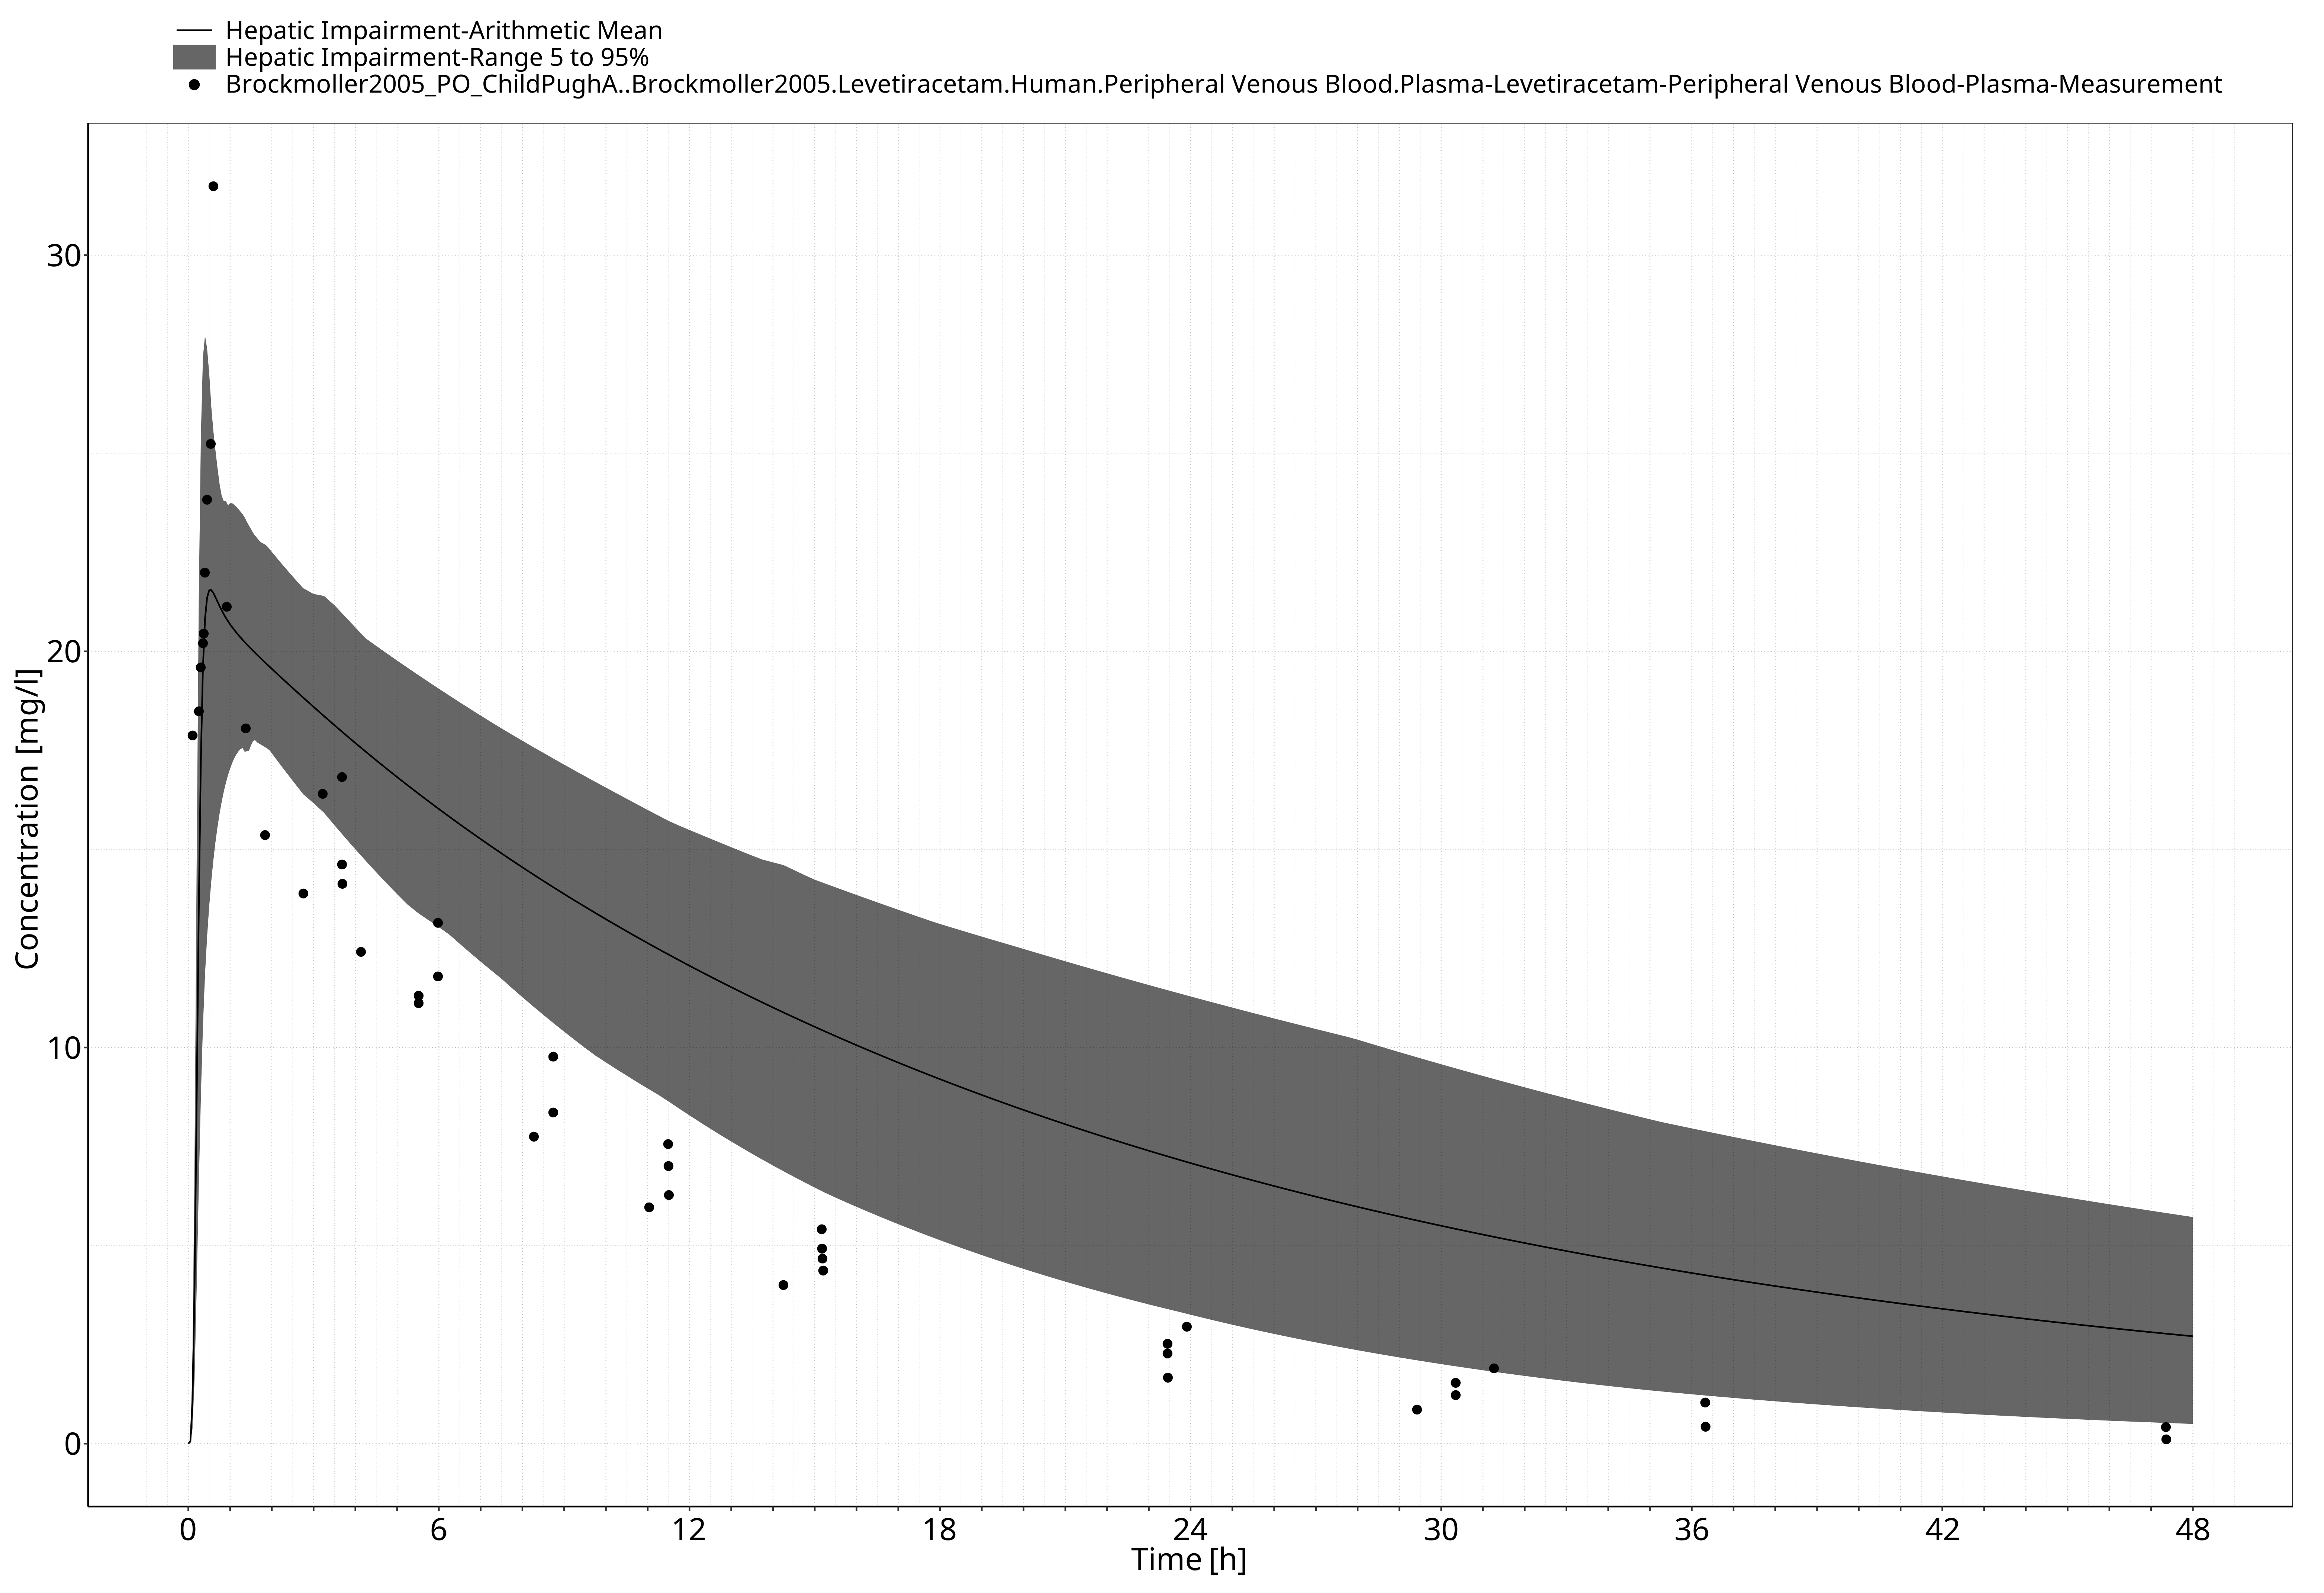 Hepatic Impairment-Arithmetic Mean
Hepatic Impairment-Range 5 to 95%
Brockmoller2005_PO_ChildPughA..Brockmoller2005.Levetiracetam.Human.Peripheral Venous Blood.Plasma-Levetiracetam-Peripheral Venous Blood-Plasma-Measurement
30
20
10
0
Concentration [mg/l]
0 6 12 18 24 30 36 42 48
Time [h]